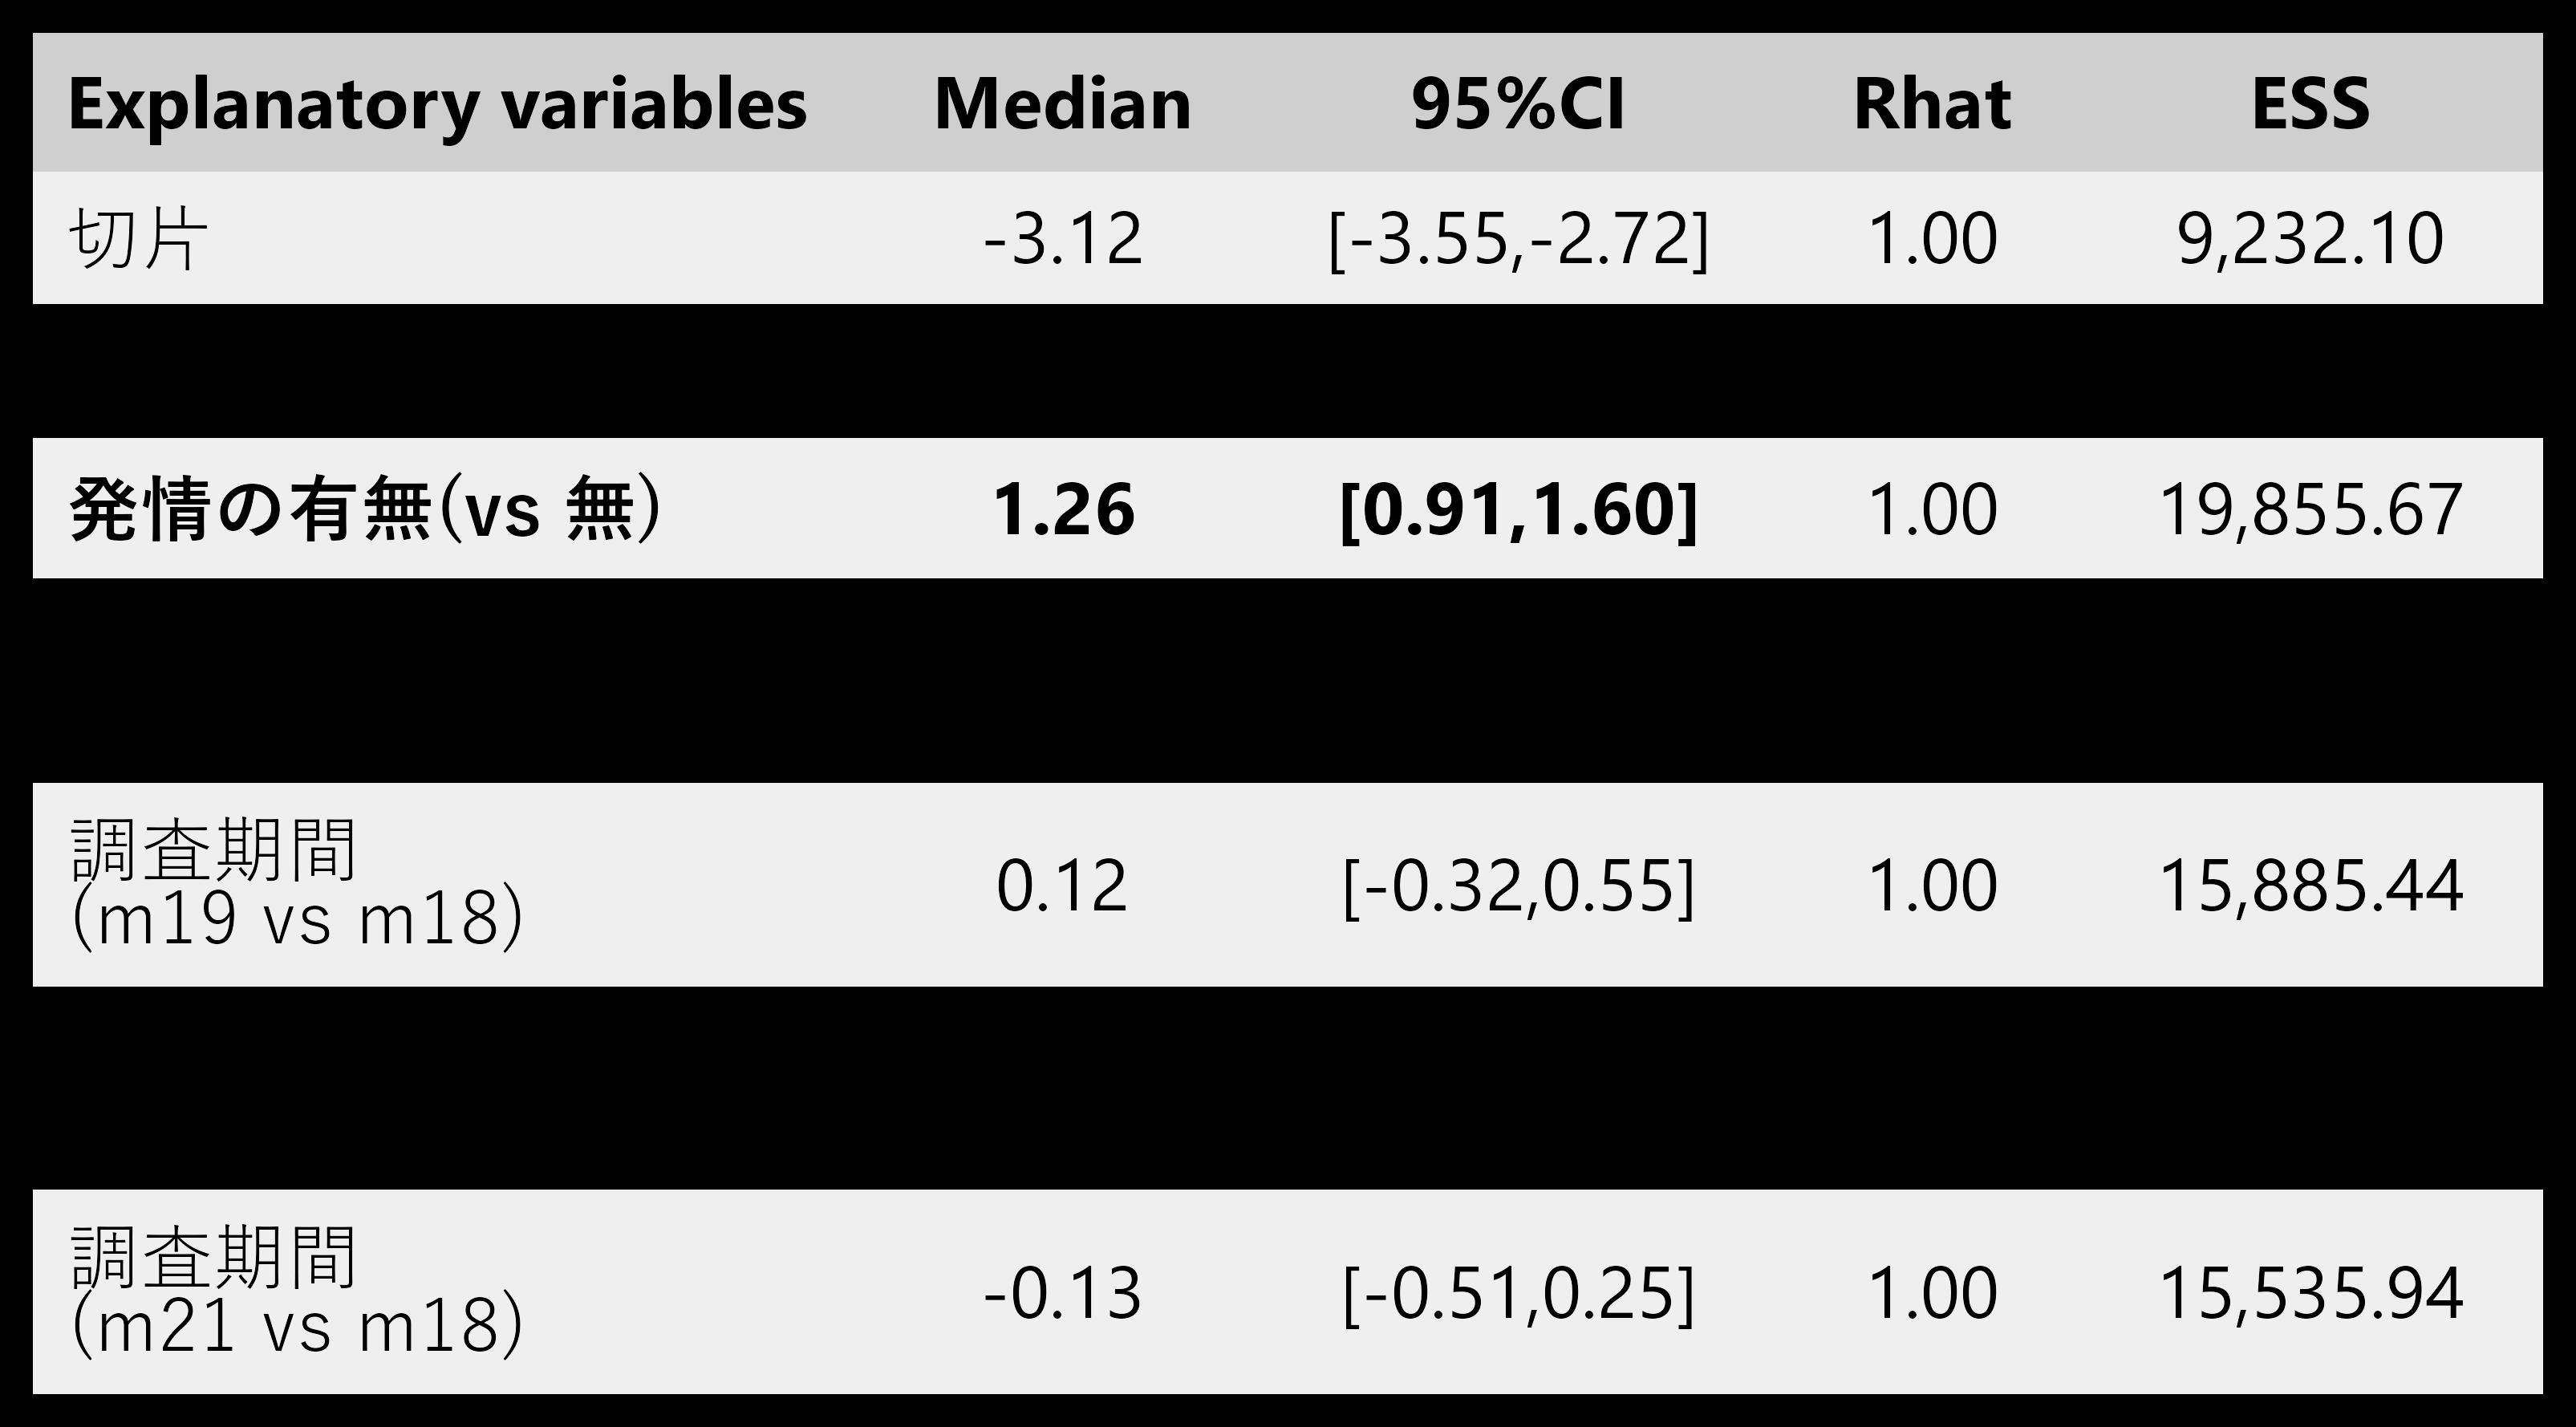 Explanatory variables Median 95%CI Rhat ESS
切片 -3.12 [-3.55,-2.72] 1.00 9,232.10
発情の有無(vs 無) 1.26 [0.91,1.60] 1.00 19,855.67
調査期間
(m19 vs m18) 0.12 [-0.32,0.55] 1.00 15,885.44
調査期間
(m21 vs m18) -0.13 [-0.51,0.25] 1.00 15,535.94